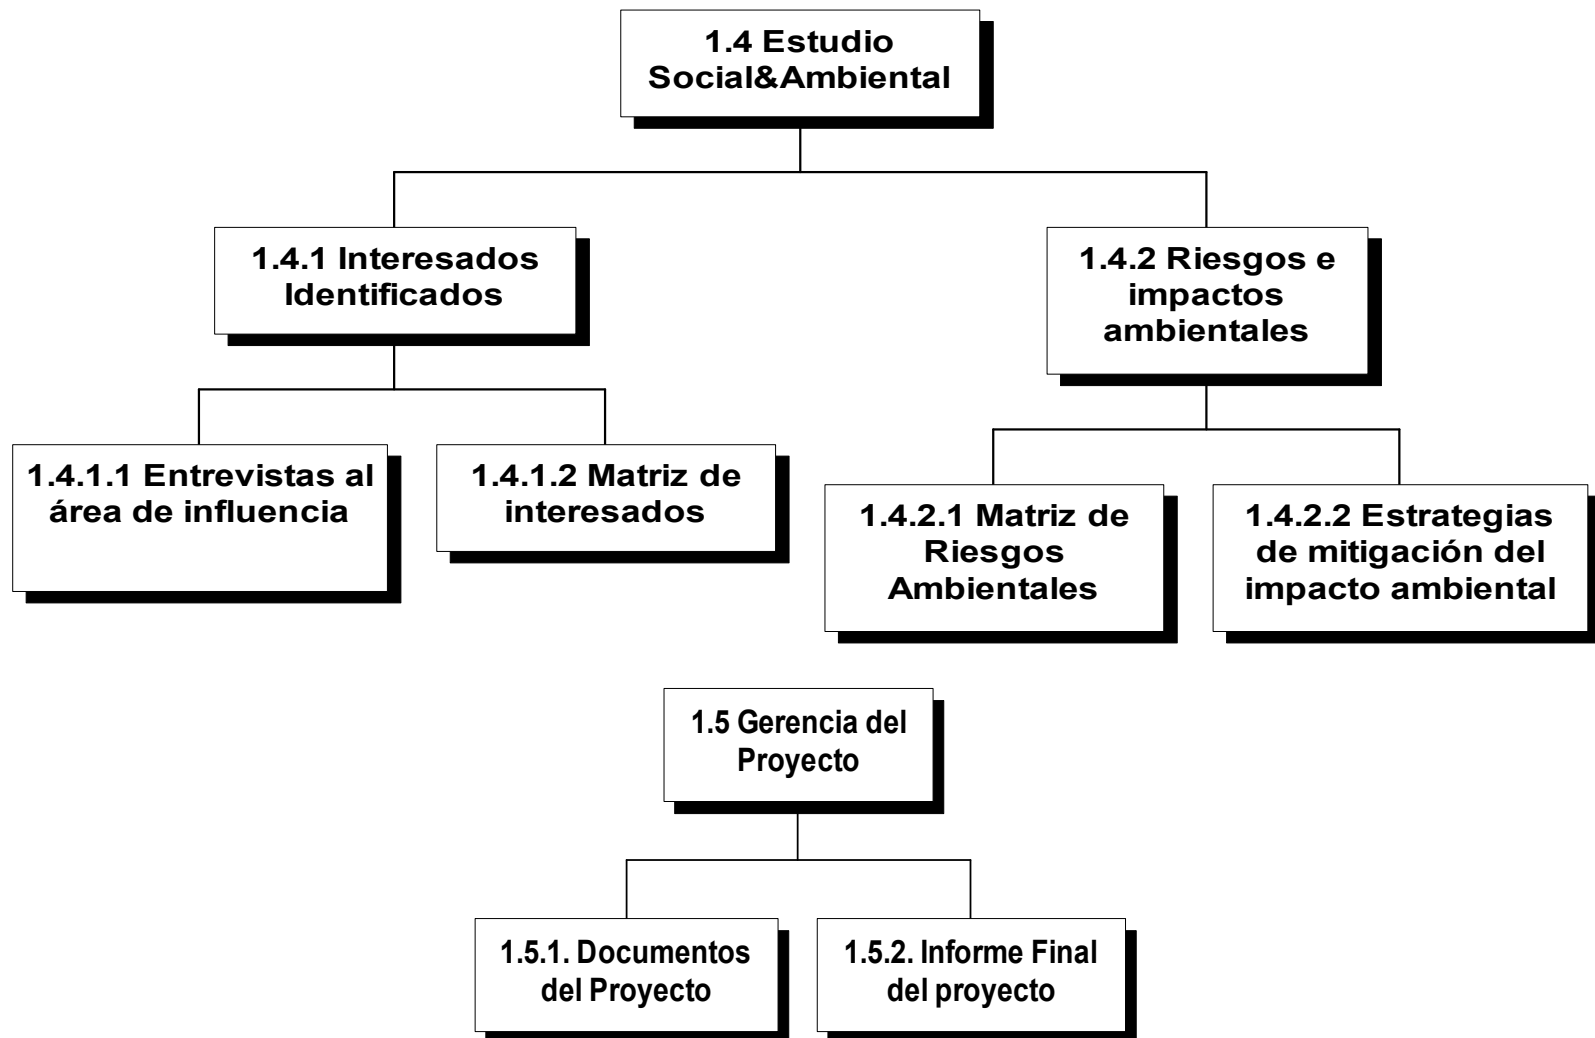 1.4 Estudio
Social&Ambiental
1.4.1 Interesados
Identificados
1.4.2 Riesgos e
impactos
ambientales
1.4.1.1 Entrevistas al
área de influencia
1.4.1.2 Matriz de
interesados
1.4.2.1 Matriz de
Riesgos
Ambientales
1.4.2.2 Estrategias
de mitigación del
impacto ambiental
1.5 Gerencia del
Proyecto
1.5.1. Documentos
del Proyecto
1.5.2. Informe Final
del proyecto